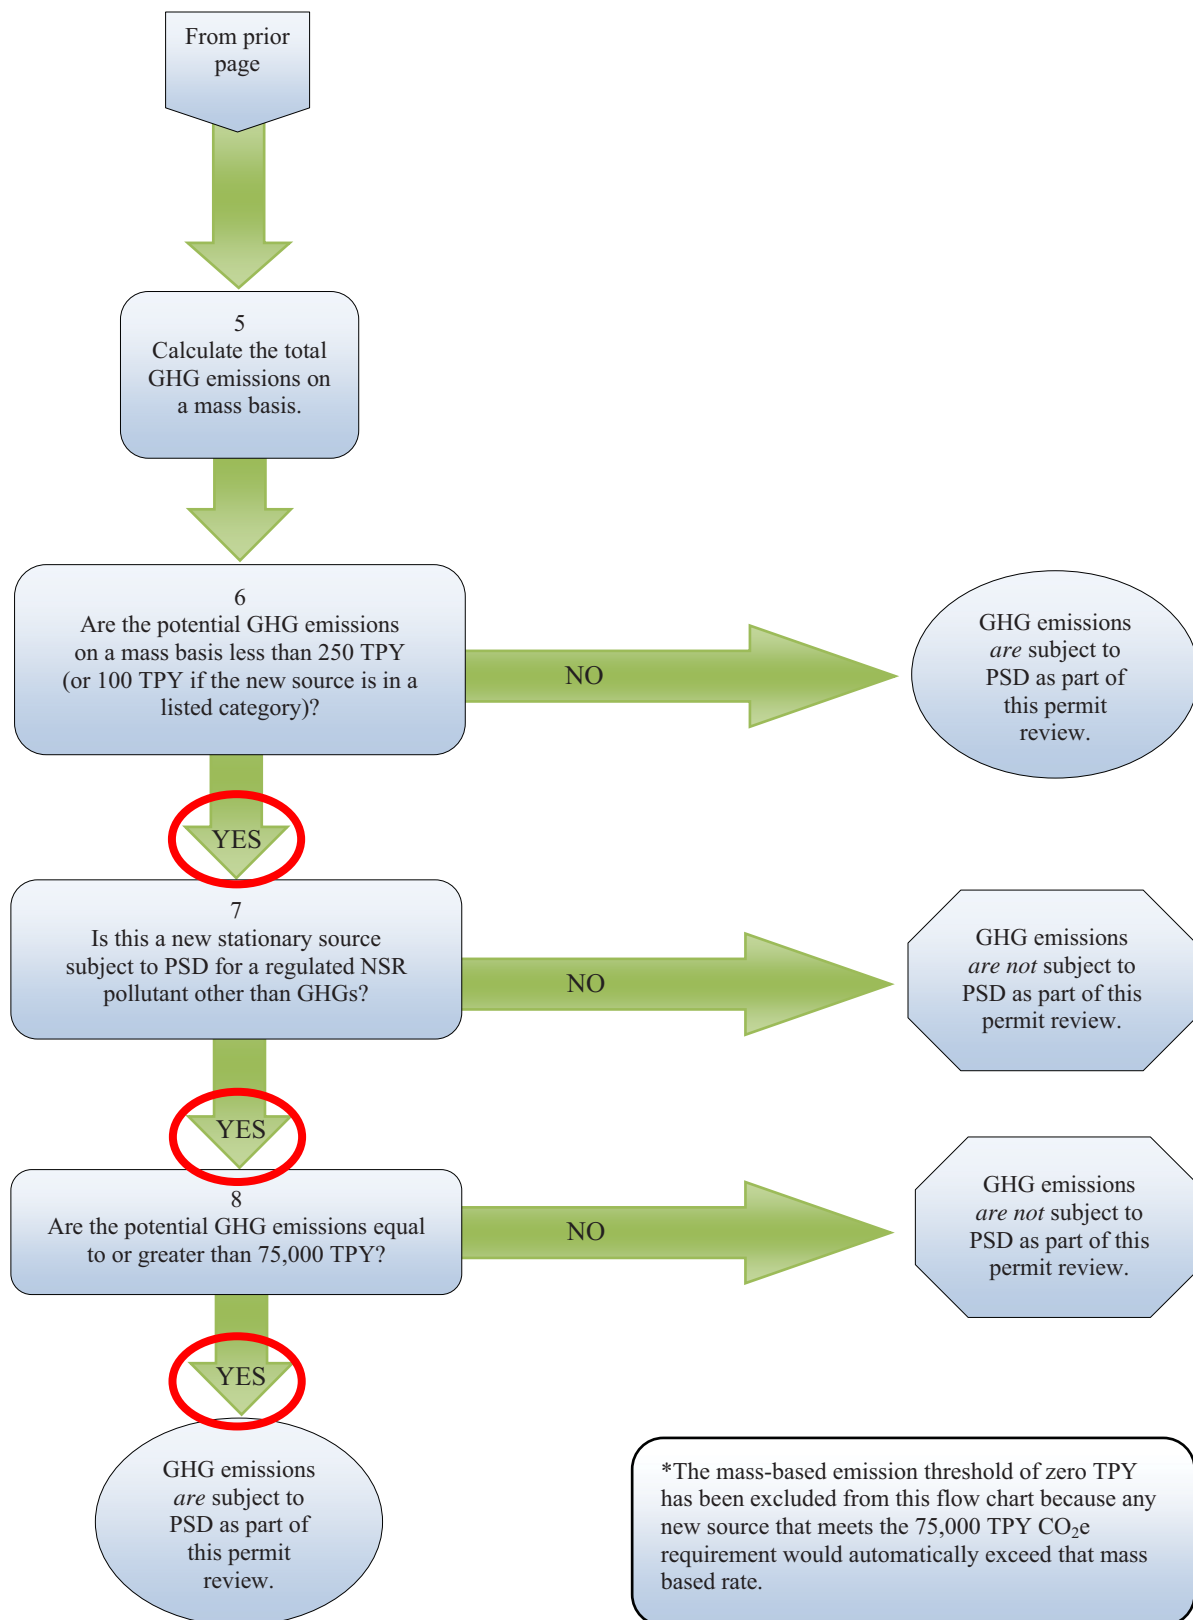 From prior
page
5
Calculate the total
GHG emissions on
a mass basis.
6
Are the potential GHG emissions
on a mass basis less than 250 TPY
(or 100 TPY if the new source is in a
listed category)?
NO
GHG emissions
are subject to
PSD as part of
this permit
review.
YES
7
Is this a new stationary source
subject to PSD for a regulated NSR
pollutant other than GHGs?
NO
GHG emissions
are not subject to
PSD as part of this
permit review.
YES
8
Are the potential GHG emissions equal
to or greater than 75,000 TPY?
NO
GHG emissions
are not subject to
PSD as part of this
permit review.
YES
GHG emissions
are subject to
PSD as part of
this permit
review.
*The mass-based emission threshold of zero TPY
has been excluded from this flow chart because any
new source that meets the 75,000 TPY CO₂e
requirement would automatically exceed that mass
based rate.